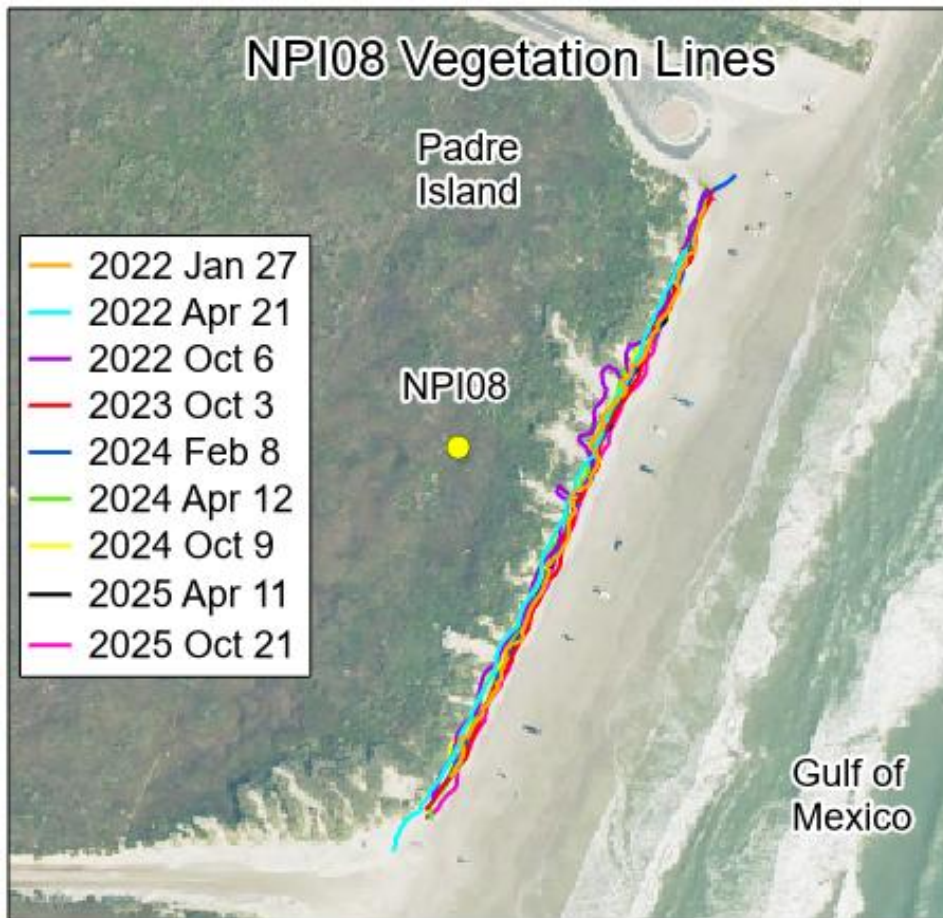 NPI08 Vegetation Lines
Padre
Island
2022 Jan 27
2022 Apr 21
2022 Oct 6
2023 Oct 3
2024 Feb 8
2024 Apr 12
2024 Oct 9
2025 Apr 11
2025 Oct 21
NPI08
Gulf of
Mexico